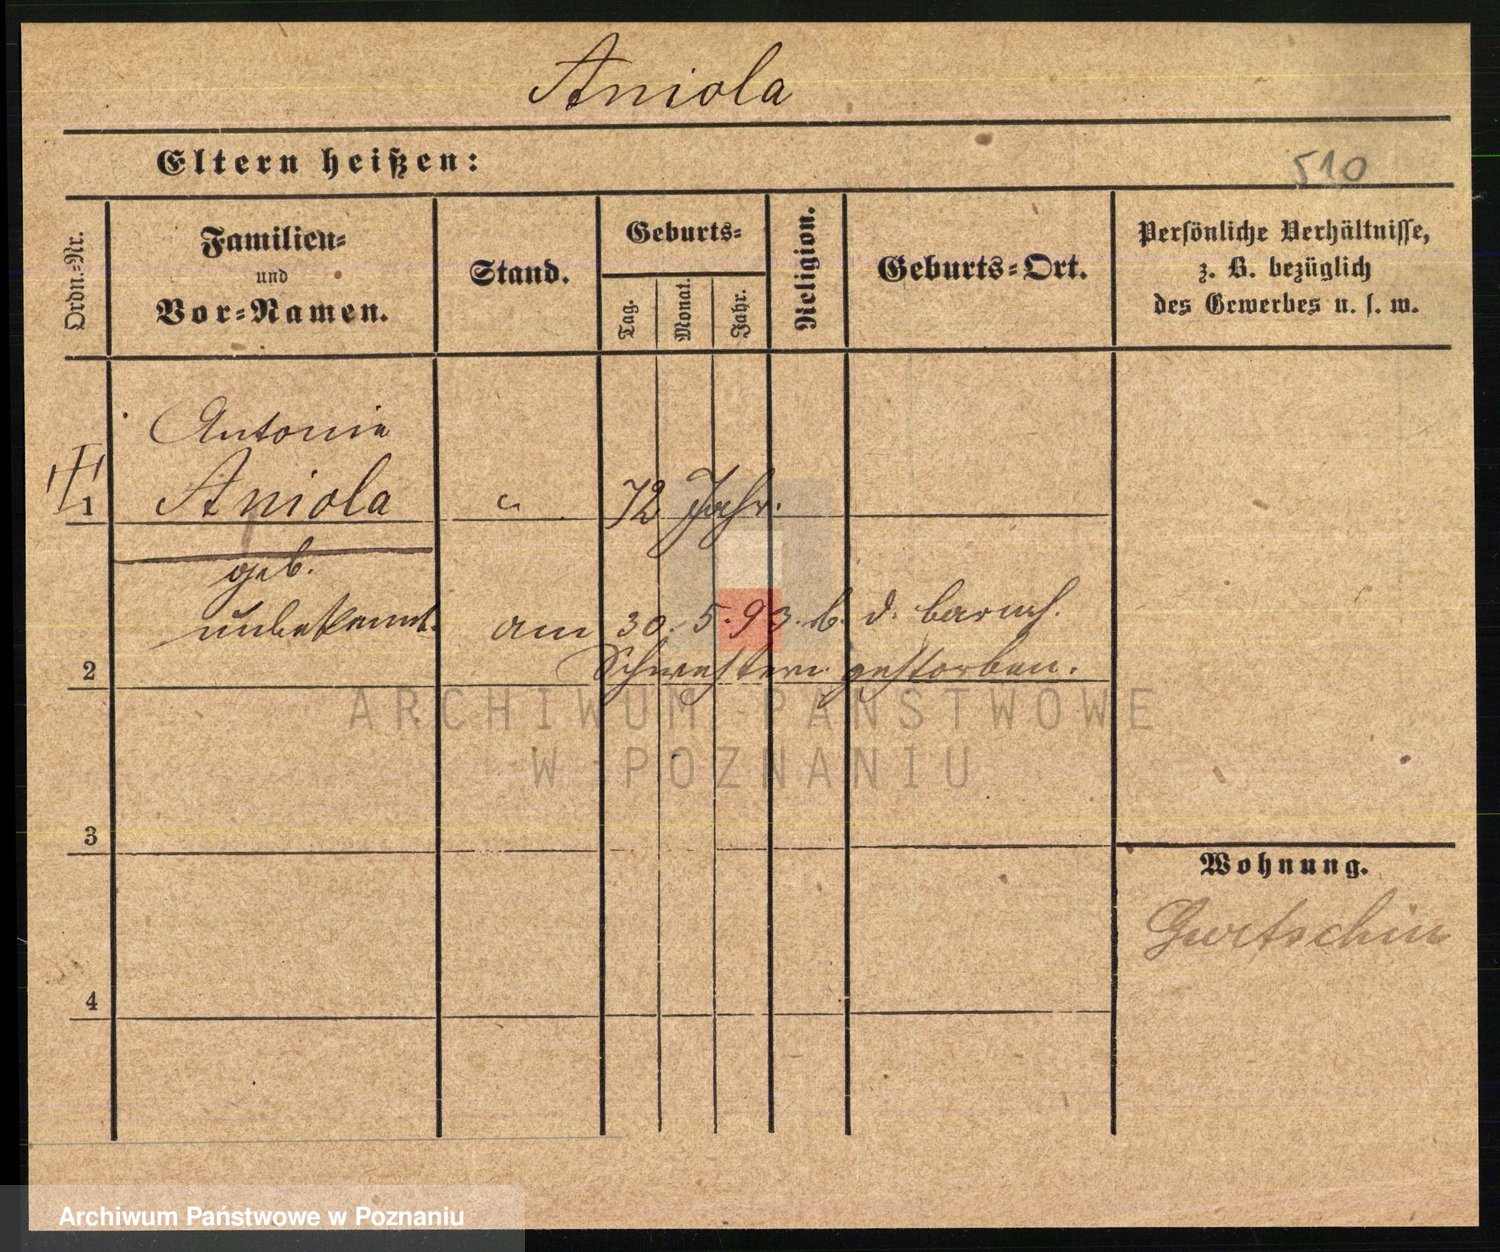 Aniola
Eltern heißen:
510
Ordn.-Nr.
Familien-
und
Vor-Namen.
Stand.
Geburts-
Tag.
Monat.
Jahr.
Religion.
Geburts-Ort.
Persönliche Verhältnisse,
z. B. bezüglich
des Gewerbes u. s. w.
Antonie
1 Aniola 72 Jahr.
geb.
unbekannt.
am 30. 5. 93. b. d. barmh.
2 Schwestern gestorben.
ARCHIWUM PAŃSTWOWE
W POZNANIU
3
Wohnung.
Gurtschin
4
Archiwum Państwowe w Poznaniu